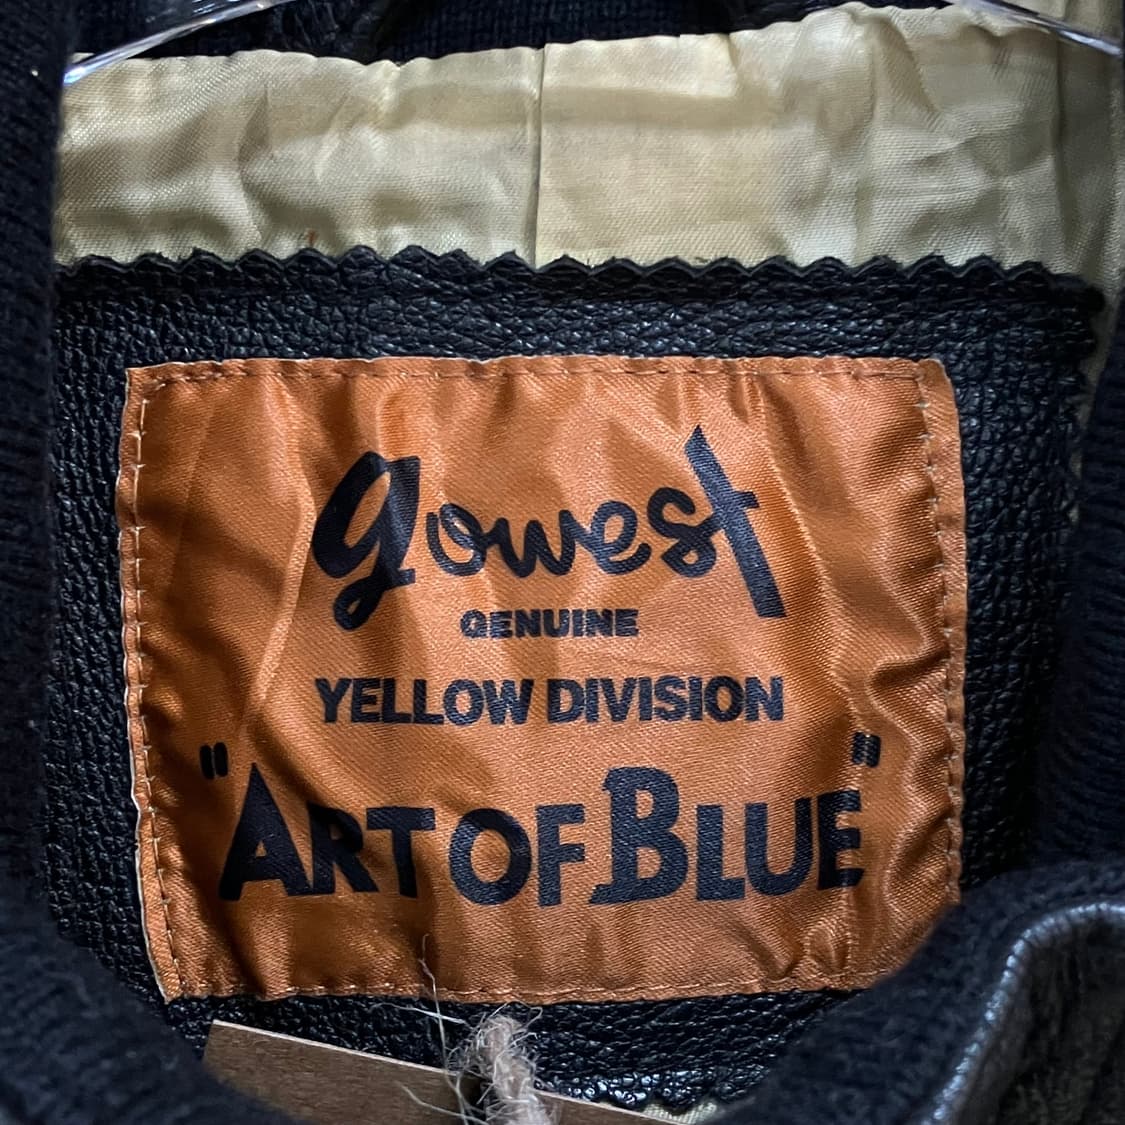 gowest
GENUINE
YELLOW DIVISION
"ART OF BLUE"